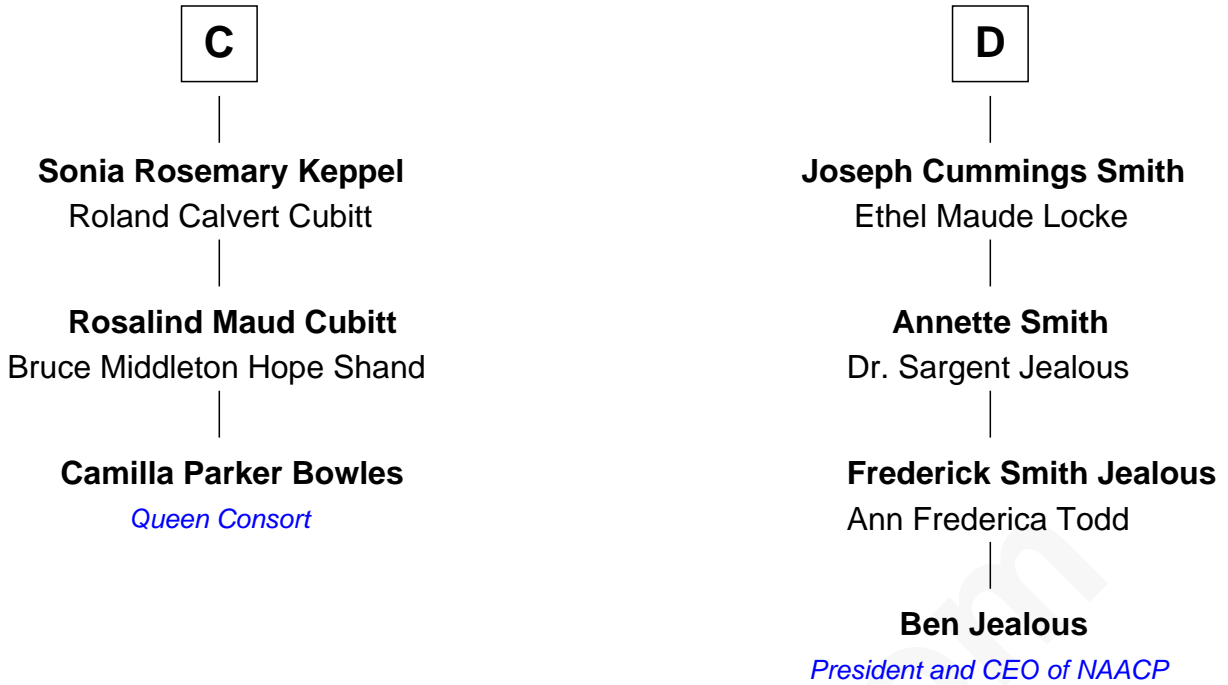 C
Sonia Rosemary Keppel
Roland Calvert Cubitt
Rosalind Maud Cubitt
Bruce Middleton Hope Shand
Camilla Parker Bowles
Queen Consort
D
Joseph Cummings Smith
Ethel Maude Locke
Annette Smith
Dr. Sargent Jealous
Frederick Smith Jealous
Ann Frederica Todd
Ben Jealous
President and CEO of NAACP